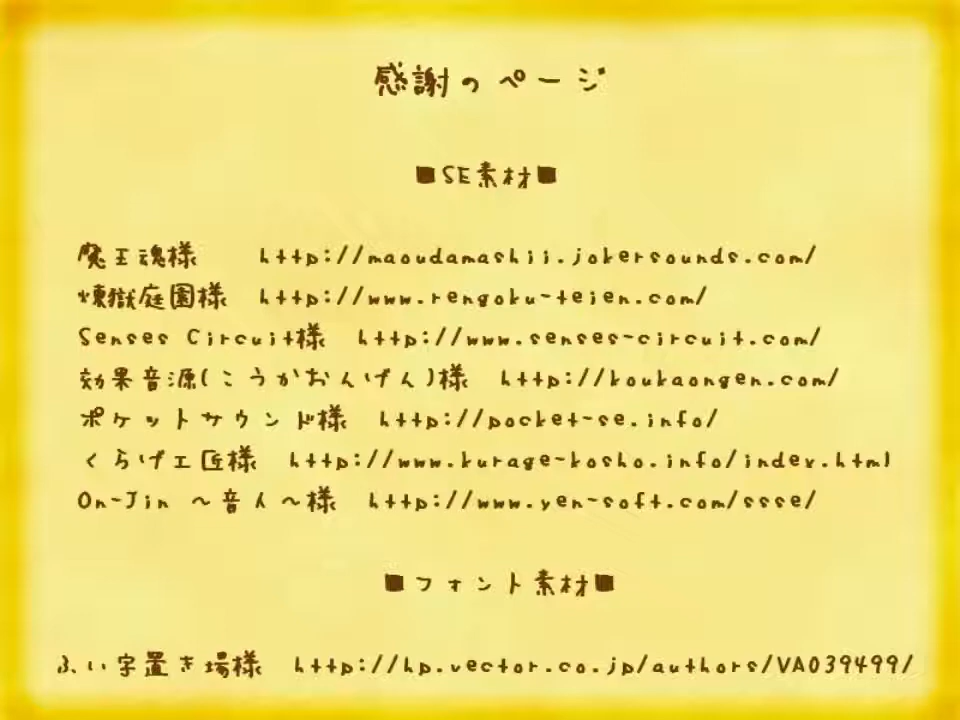 感謝のページ
■SE素材■
魔王魂様 http://maoudamashii.jokersounds.com/
煉獄庭園様 http://www.rengoku-teien.com/
Senses Circuit様 http://www.senses-circuit.com/
効果音源(こうかおんげん)様 http://koukaongen.com/
ポケットサウンド様 http://pocket-se.info/
くらげ工匠様 http://www.kurage-kosho.info/index.html
On-Jin ～音人～様 http://www.yen-soft.com/ssse/
■フォント素材■
ふい字置き場様 http://hp.vector.co.jp/authors/VA039499/